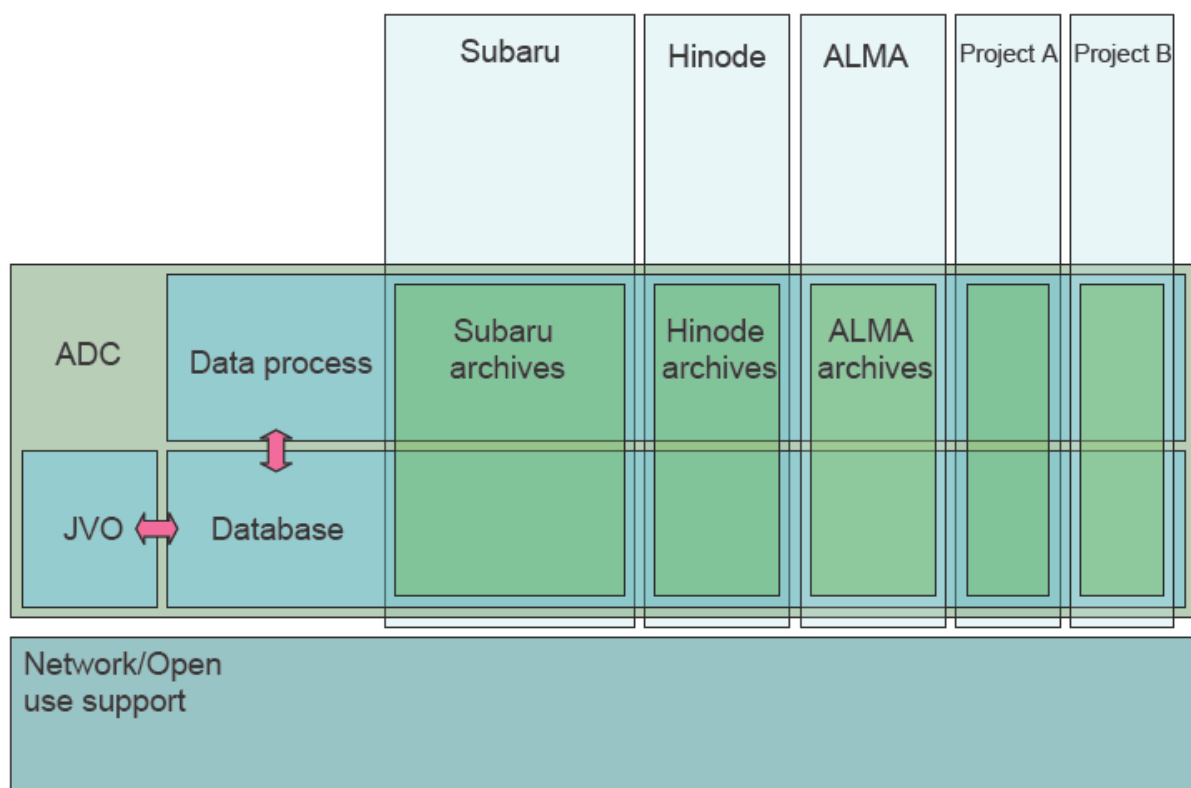 Subaru
Hinode
ALMA
Project A
Project B
ADC
Data process
Subaru
archives
Hinode
archives
ALMA
archives
JVO
Database
Network/Open
use support